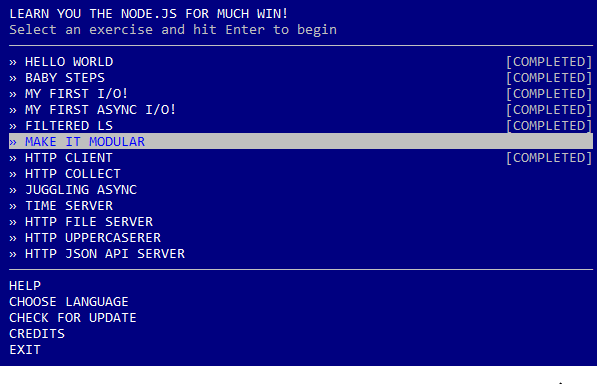 LEARN YOU THE NODE.JS FOR MUCH WIN!
Select an exercise and hit Enter to begin
» HELLO WORLD [COMPLETED]
» BABY STEPS [COMPLETED]
» MY FIRST I/O! [COMPLETED]
» MY FIRST ASYNC I/O! [COMPLETED]
» FILTERED LS [COMPLETED]
» MAKE IT MODULAR
» HTTP CLIENT [COMPLETED]
» HTTP COLLECT
» JUGGLING ASYNC
» TIME SERVER
» HTTP FILE SERVER
» HTTP UPPERCASERER
» HTTP JSON API SERVER
HELP
CHOOSE LANGUAGE
CHECK FOR UPDATE
CREDITS
EXIT